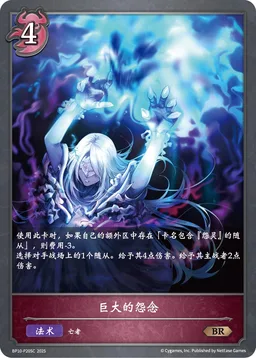 4
使用此卡时，如果自己的额外区中存在「卡名包含『怨灵』的随
从」，则费用-3。
选择对手战场上的1个随从。给予其4点伤害。给予其主战者2点
伤害。
巨大的怨念
法术 亡者
BR
BP10-P20SC 2025
© Cygames, Inc. Produced by NetEase Games